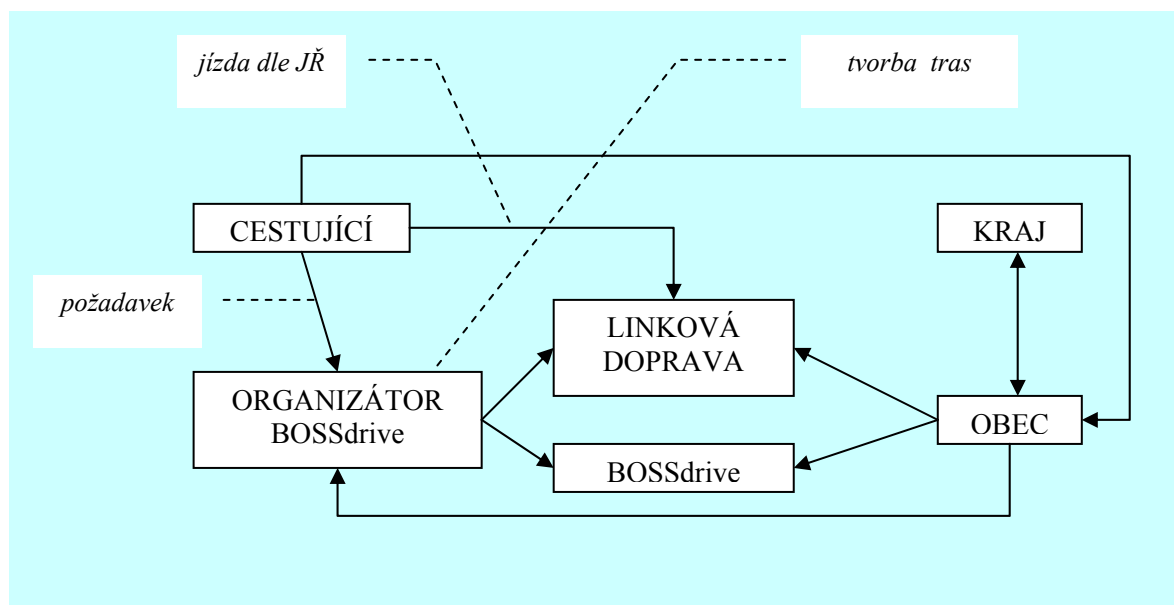 jízda dle JŘ
tvorba tras
CESTUJÍCÍ
KRAJ
požadavek
LINKOVÁ
DOPRAVA
ORGANIZÁTOR
BOSSdrive
OBEC
BOSSdrive